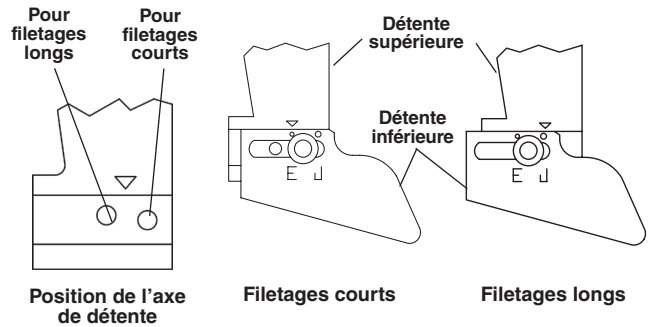 Pour
filetages
longs
Pour
filetages
courts
Détente
supérieure
Détente
inférieure
E J
E J
Position de l'axe
de détente
Filetages courts
Filetages longs